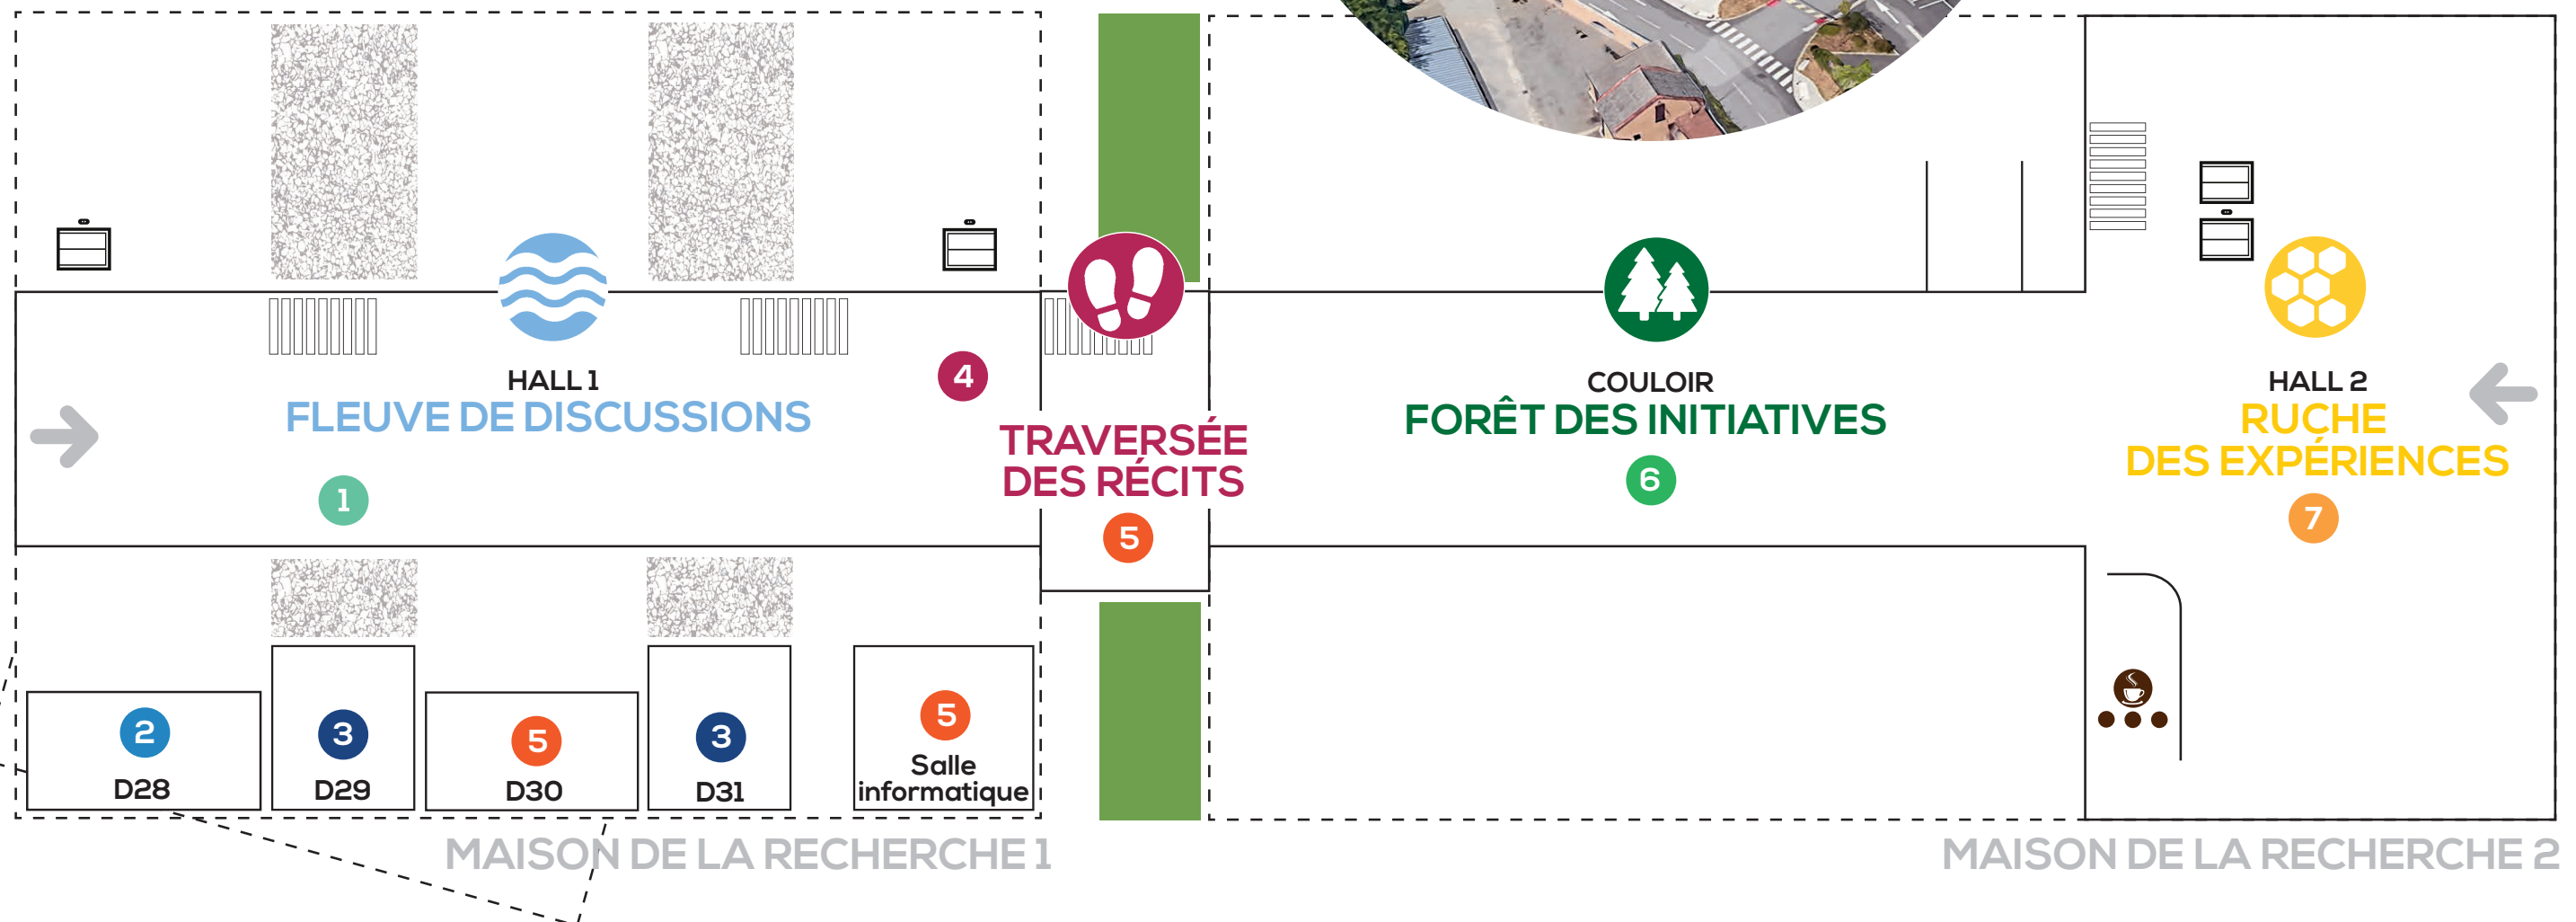 HALL 1
FLEUVE DE DISCUSSIONS
1
4
TRAVERSÉE
DES RÉCITS
5
COULOIR
FORÊT DES INITIATIVES
6
HALL 2
RUCHE
DES EXPÉRIENCES
7
2
D28
3
D29
5
D30
3
D31
5
Salle
informatique
MAISON DE LA RECHERCHE 1
MAISON DE LA RECHERCHE 2